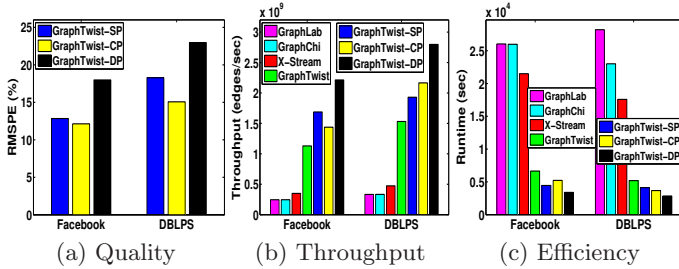 25
20
15
10
5
0
RMSPE (%)
GraphTwist-SP
GraphTwist-CP
GraphTwist-DP
Facebook
DBLPS
(a) Quality
x 10^9
3
2.5
2
1.5
1
0.5
0
Throughput (edges/sec)
GraphLab
GraphChi
X-Stream
GraphTwist
GraphTwist-SP
GraphTwist-CP
GraphTwist-DP
Facebook
DBLPS
(b) Throughput
x 10^4
2.5
2
1.5
1
0.5
0
Runtime (sec)
GraphLab
GraphChi
X-Stream
GraphTwist
GraphTwist-SP
GraphTwist-CP
GraphTwist-DP
Facebook
DBLPS
(c) Efficiency